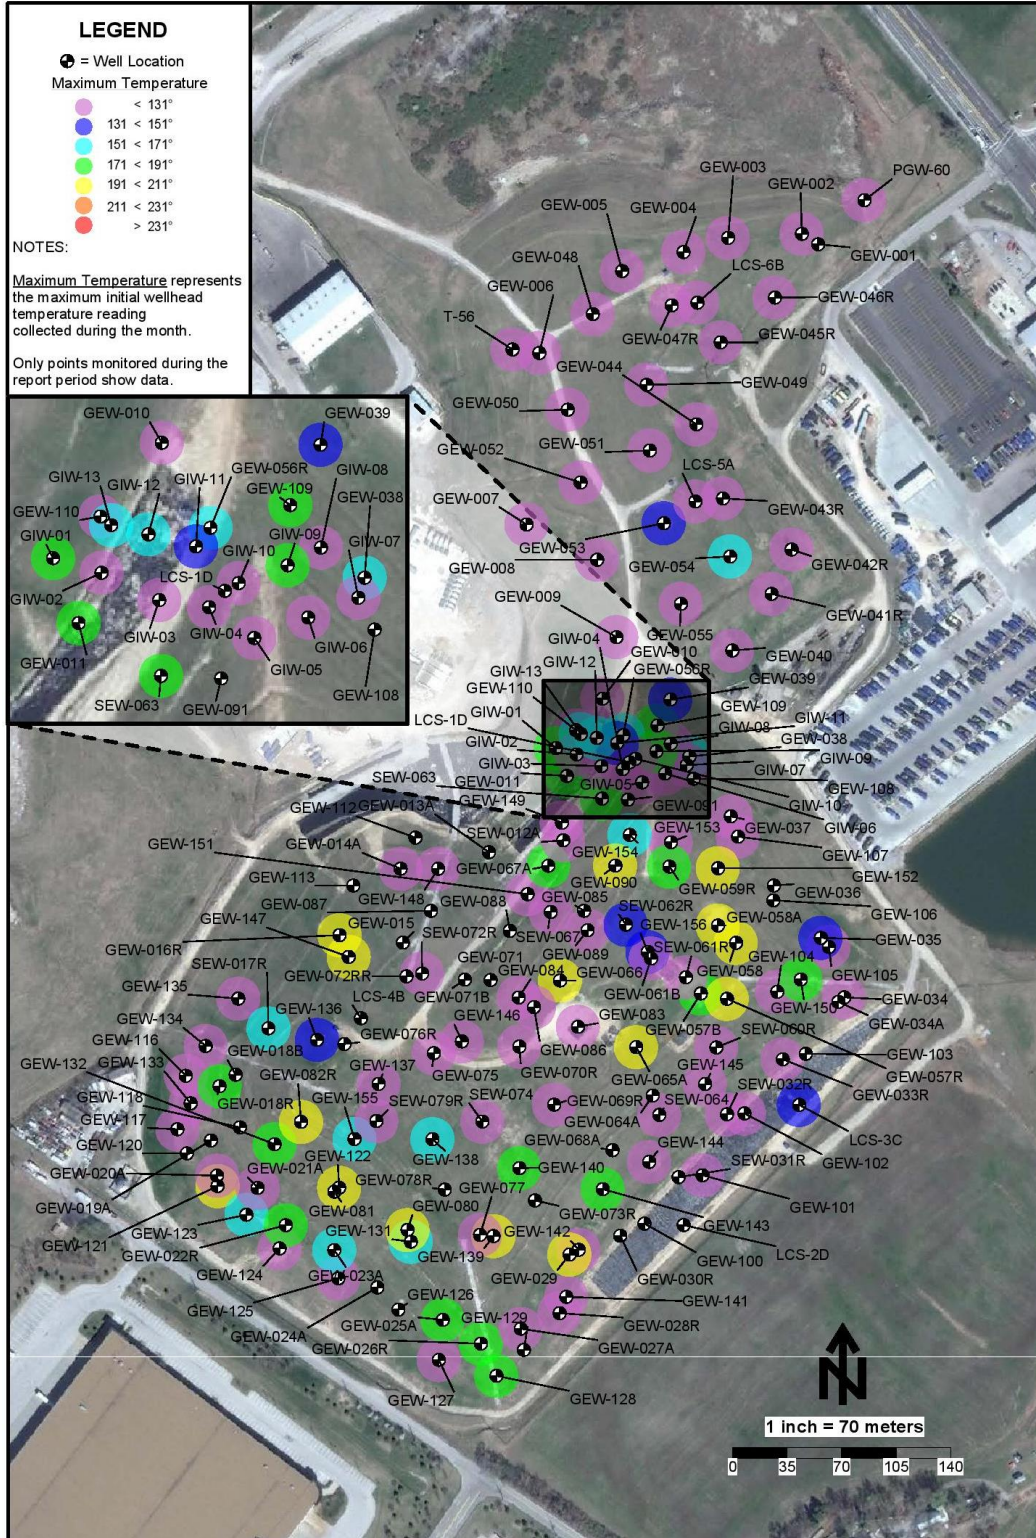 LEGEND
= Well Location
Maximum Temperature
< 131°
131 < 151°
151 < 171°
171 < 191°
191 < 211°
211 < 231°
> 231°
NOTES:
Maximum Temperature represents
the maximum initial wellhead
temperature reading
collected during the month.
Only points monitored during the
report period show data.
GEW-003
GEW-002
PGW-60
GEW-005
GEW-004
GEW-001
GEW-048
LCS-6B
GEW-006
GEW-046R
T-56
GEW-047R
GEW-045R
GEW-044
GEW-049
GEW-050
GEW-051
GEW-052
LCS-5A
GEW-007
GEW-043R
GEW-053
GEW-054
GEW-042R
GEW-008
GEW-041R
GEW-009
GEW-055
GEW-040
GEW-010
GEW-039
GIW-13
GIW-12
GIW-11
GEW-056R
GIW-08
GEW-109
GEW-038
GEW-110
GIW-01
GIW-10
GIW-09
GIW-07
LCS-1D
GIW-02
GIW-03
GIW-04
GIW-06
GEW-011
GIW-05
SEW-063
GEW-091
GEW-108
GIW-04
GIW-12
GEW-010
GIW-13
GEW-056R
GEW-110
GEW-039
GIW-01
GEW-109
LCS-1D
GIW-11
GIW-02
GIW-08
GEW-038
GIW-03
GIW-09
GEW-011
GIW-05
GIW-07
SEW-063
GEW-108
GEW-149
GEW-091
GIW-10
GIW-06
GEW-112
GEW-013A
SEW-012A
GEW-153
GEW-037
GEW-151
GEW-154
GEW-107
GEW-014A
GEW-067A
GEW-152
GEW-113
GEW-090
GEW-059R
GEW-036
GEW-148
GEW-087
GEW-088
GEW-085
SEW-062R
GEW-106
GEW-147
GEW-015
GEW-058A
GEW-156
SEW-072R
SEW-067
GEW-035
GEW-016R
GEW-089
SEW-061R
GEW-104
SEW-017R
GEW-072RR
GEW-084
GEW-066
GEW-058
GEW-105
GEW-135
GEW-071B
GEW-061B
GEW-034
LCS-4B
GEW-150
GEW-136
GEW-146
GEW-083
GEW-057B
GEW-034A
GEW-134
GEW-076R
SEW-060R
GEW-116
GEW-018B
GEW-086
GEW-103
GEW-133
GEW-137
GEW-075
GEW-070R
GEW-145
GEW-132
GEW-082R
GEW-065A
SEW-032R
GEW-057R
GEW-118
GEW-018R
GEW-155
SEW-079R
SEW-074
GEW-069R
SEW-064
GEW-033R
GEW-117
GEW-064A
GEW-120
GEW-068A
LCS-3C
GEW-122
GEW-138
GEW-144
GEW-102
GEW-020A
GEW-021A
GEW-140
SEW-031R
GEW-078R
GEW-077
GEW-101
GEW-019A
GEW-081
GEW-080
GEW-073R
GEW-143
GEW-123
GEW-131
GEW-142
GEW-121
GEW-022R
GEW-139
LCS-2D
GEW-100
GEW-124
GEW-023A
GEW-029
GEW-030R
GEW-126
GEW-141
GEW-125
GEW-025A
GEW-129
GEW-028R
GEW-024A
GEW-026R
GEW-027A
GEW-127
GEW-128
N
1 inch = 70 meters
0 35 70 105 140